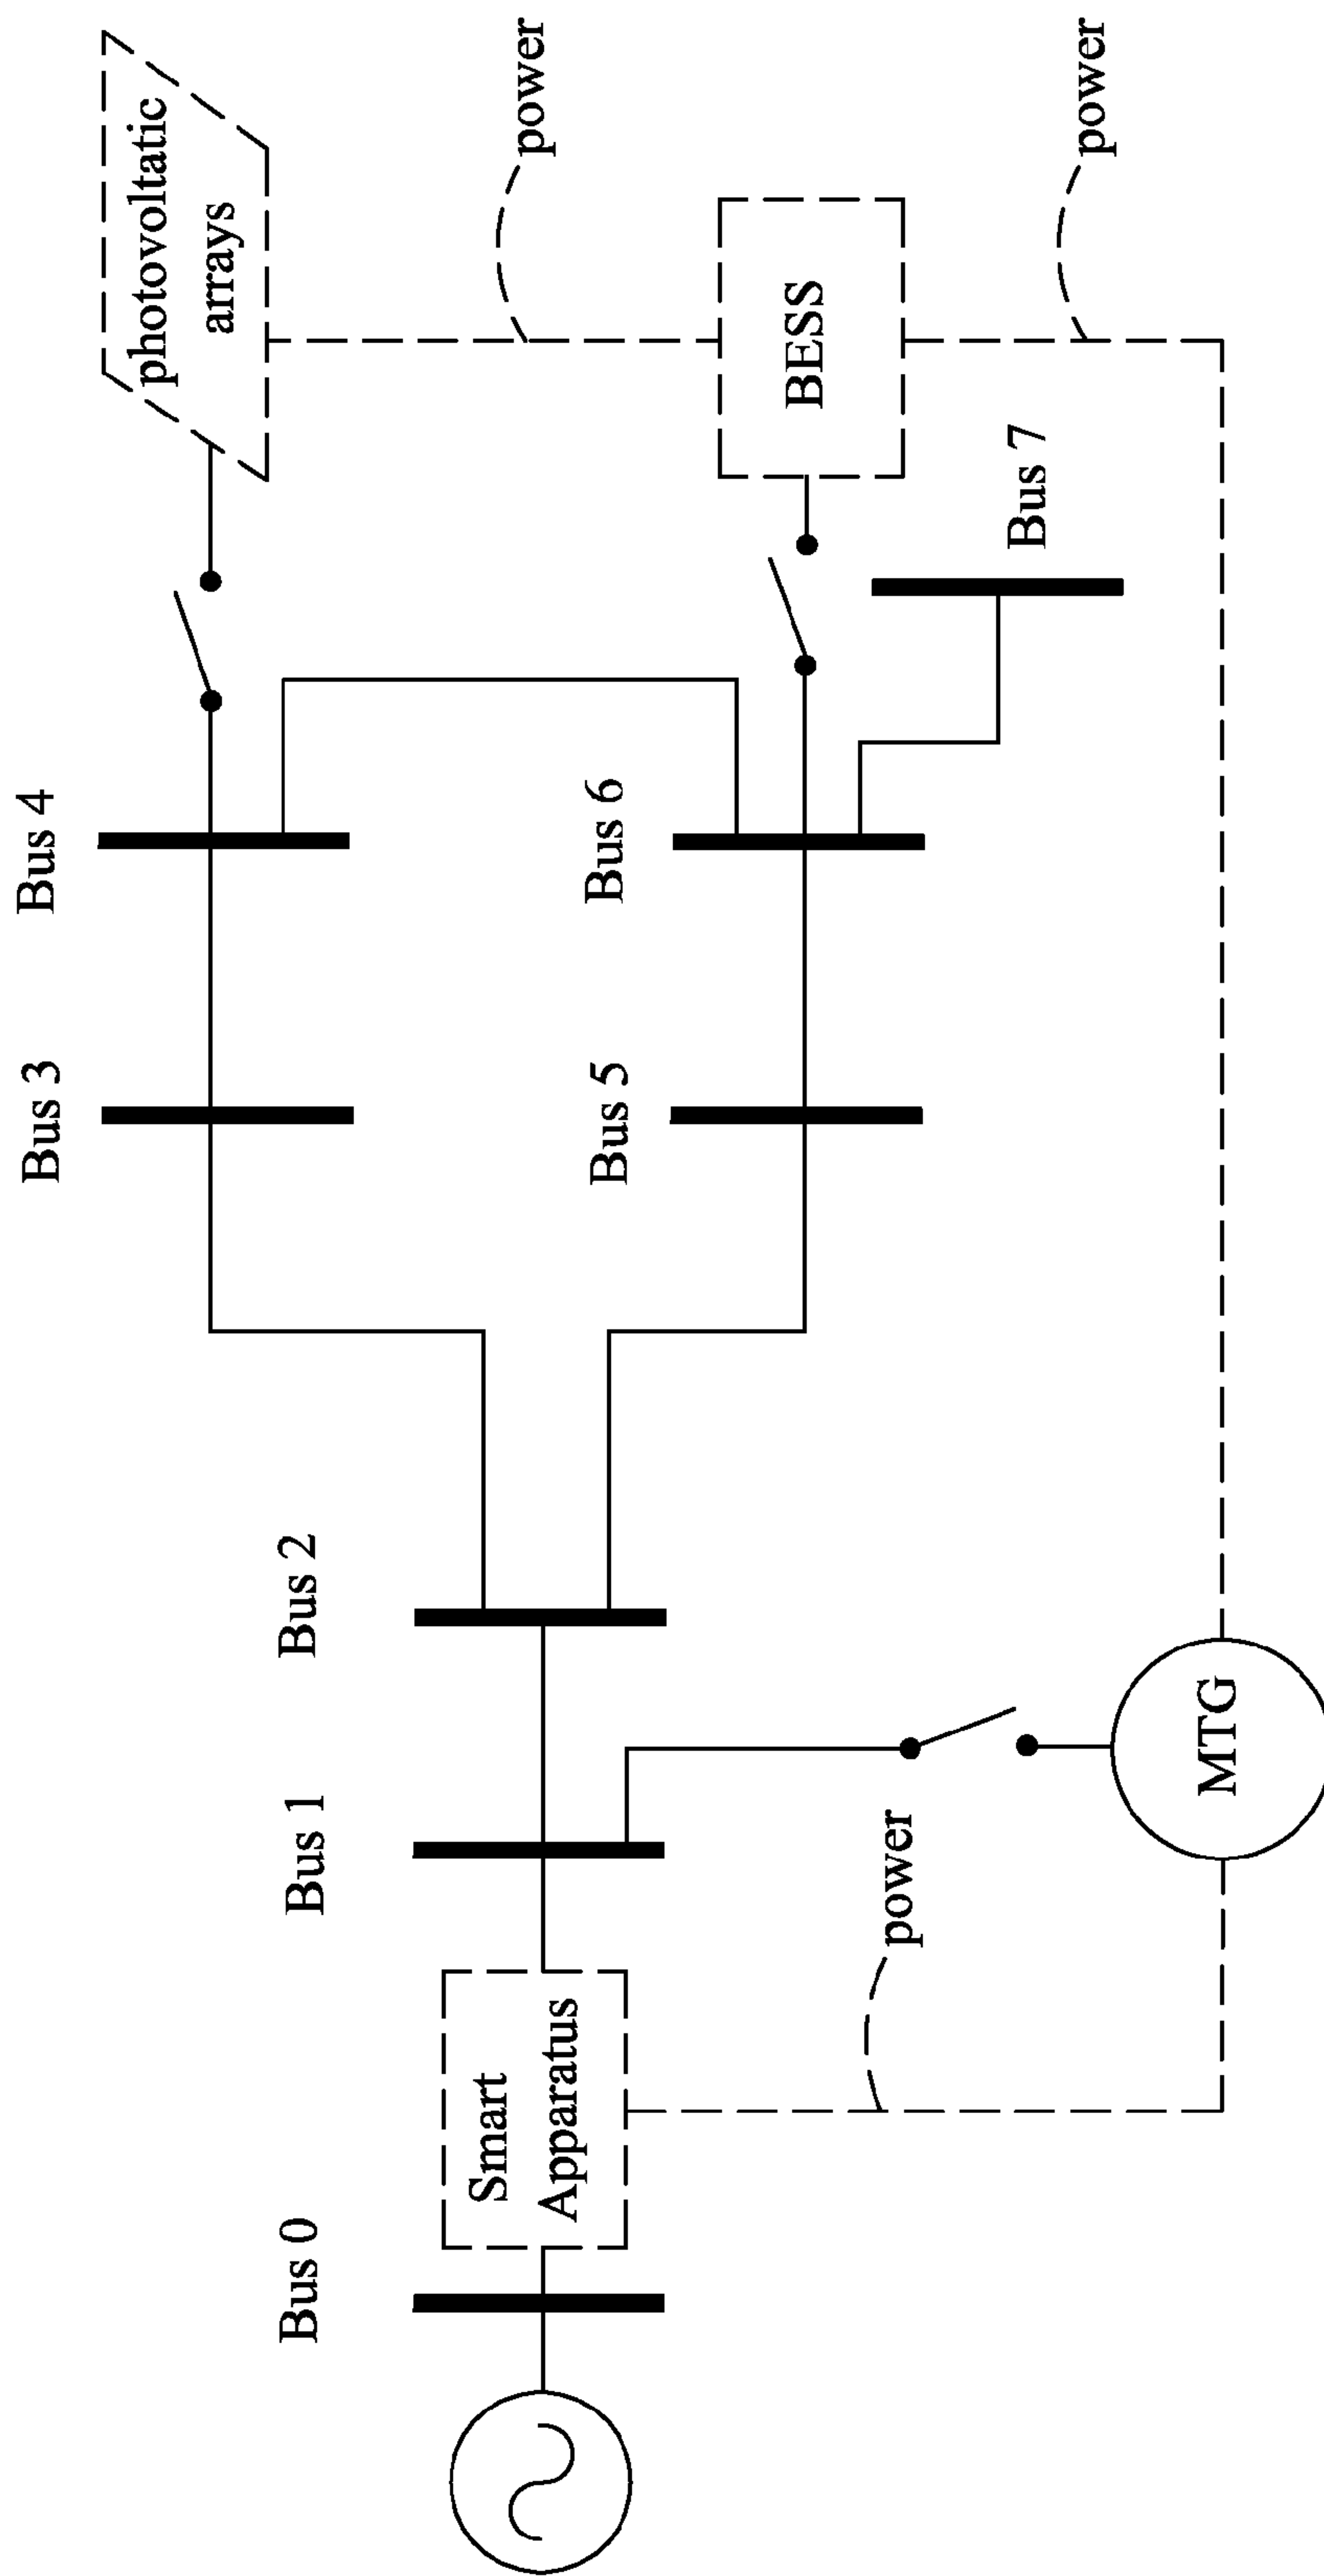 Bus 0
Smart
Apparatus
Bus 1
Bus 2
Bus 3
Bus 4
photovoltatic
arrays
Bus 5
Bus 6
BESS
Bus 7
power
power
power
MTG